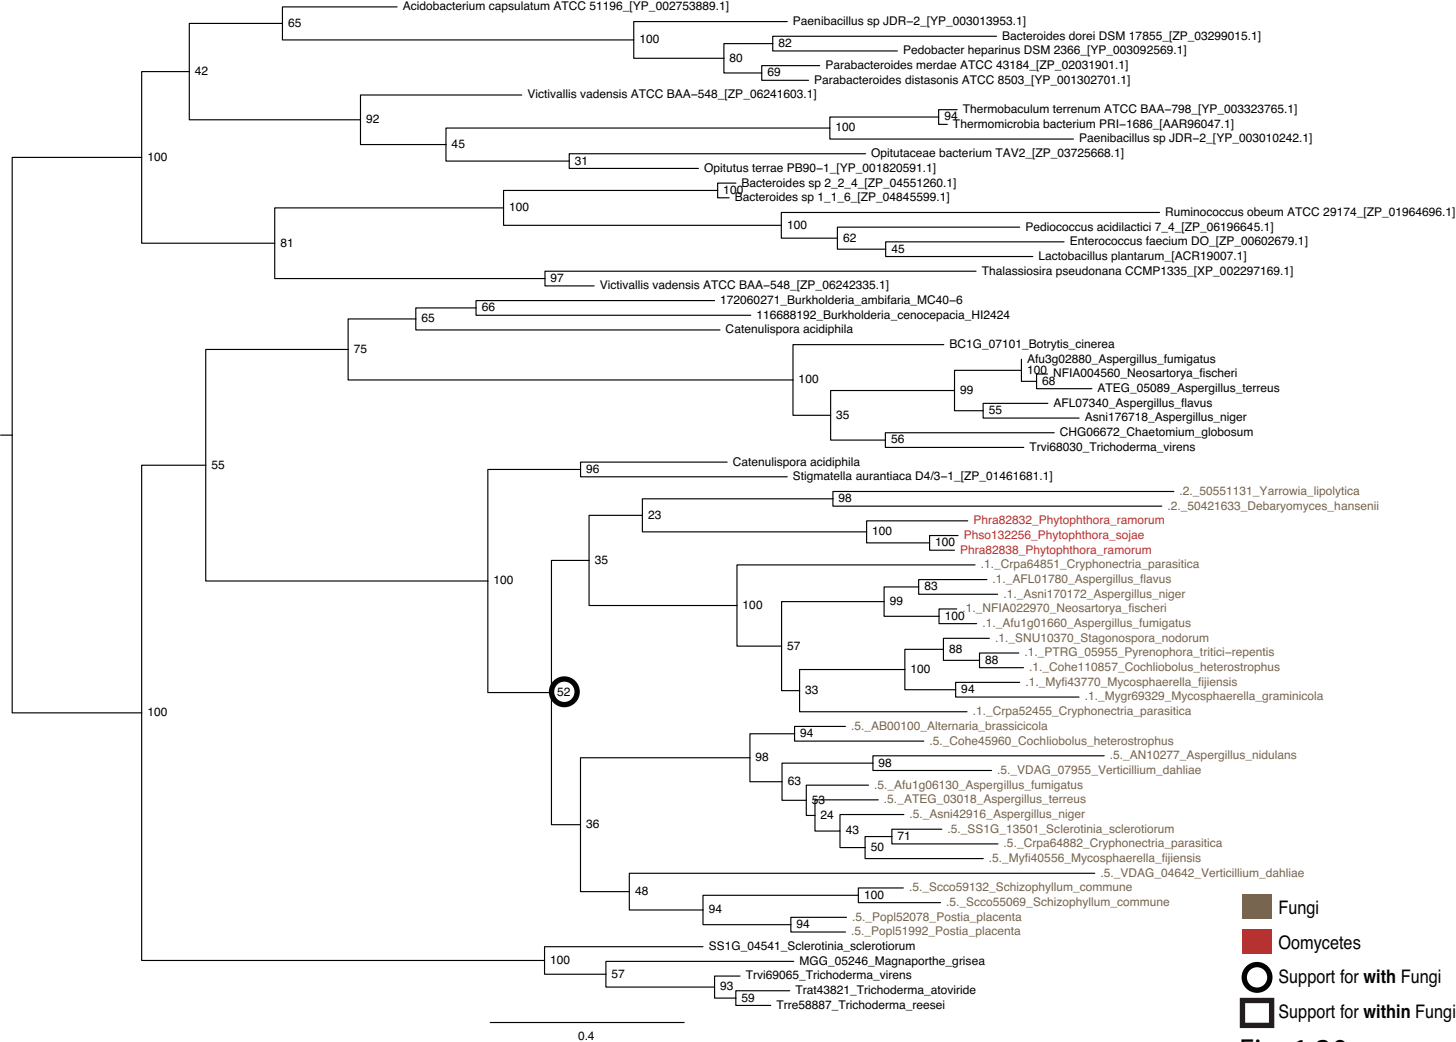 Acidobacterium capsulatum ATCC 51196_[YP_002753889.1]
65
Paenibacillus sp JDR−2_[YP_003013953.1]
100
Bacteroides dorei DSM 17855_[ZP_03299015.1]
82
Pedobacter heparinus DSM 2366_[YP_003092569.1]
80
Parabacteroides merdae ATCC 43184_[ZP_02031901.1]
69
42
Parabacteroides distasonis ATCC 8503_[YP_001302701.1]
Victivallis vadensis ATCC BAA−548_[ZP_06241603.1]
Thermobaculum terrenum ATCC BAA−798_[YP_003323765.1]
94
92
Thermomicrobia bacterium PRI−1686_[AAR96047.1]
100
Paenibacillus sp JDR−2_[YP_003010242.1]
45
Opitutaceae bacterium TAV2_[ZP_03725668.1]
100
31
Opitutus terrae PB90−1_[YP_001820591.1]
Bacteroides sp 2_2_4_[ZP_04551260.1]
100
Bacteroides sp 1_1_6_[ZP_04845599.1]
100
Ruminococcus obeum ATCC 29174_[ZP_01964696.1]
100
Pediococcus acidilactici 7_4_[ZP_06196645.1]
62
Enterococcus faecium DO_[ZP_00602679.1]
81
45
Lactobacillus plantarum_[ACR19007.1]
Thalassiosira pseudonana CCMP1335_[XP_002297169.1]
97
Victivallis vadensis ATCC BAA−548_[ZP_06242335.1]
172060271_Burkholderia_ambifaria_MC40−6
66
116688192_Burkholderia_cenocepacia_HI2424
65
Catenulispora acidiphila
BC1G_07101_Botrytis_cinerea
75
Afu3g02880_Aspergillus_fumigatus
100
NFIA004560_Neosartorya_fischeri
68
100
ATEG_05089_Aspergillus_terreus
99
AFL07340_Aspergillus_flavus
55
35
Asni176718_Aspergillus_niger
CHG06672_Chaetomium_globosum
56
Trvi68030_Trichoderma_virens
55
Catenulispora acidiphila
96
Stigmatella aurantiaca D4/3−1_[ZP_01461681.1]
.2._50551131_Yarrowia_lipolytica
98
.2._50421633_Debaryomyces_hansenii
23
Phra82832_Phytophthora_ramorum
100
Phso132256_Phytophthora_sojae
100
Phra82838_Phytophthora_ramorum
35
.1._Crpa64851_Cryphonectria_parasitica
100
.1._AFL01780_Aspergillus_flavus
83
.1._Asni170172_Aspergillus_niger
99
100
.1._NFIA022970_Neosartorya_fischeri
100
.1._Afu1g01660_Aspergillus_fumigatus
57
.1._SNU10370_Stagonospora_nodorum
88
.1._PTRG_05955_Pyrenophora_tritici−repentis
88
.1._Cohe110857_Cochliobolus_heterostrophus
100
.1._Myfi43770_Mycosphaerella_fijiensis
94
33
52
.1._Mygr69329_Mycosphaerella_graminicola
100
.1._Crpa52455_Cryphonectria_parasitica
.5._AB00100_Alternaria_brassicicola
94
.5._Cohe45960_Cochliobolus_heterostrophus
98
.5._AN10277_Aspergillus_nidulans
98
.5._VDAG_07955_Verticillium_dahliae
63
.5._Afu1g06130_Aspergillus_fumigatus
53
.5._ATEG_03018_Aspergillus_terreus
24
.5._Asni42916_Aspergillus_niger
36
43
.5._SS1G_13501_Sclerotinia_sclerotiorum
71
.5._Crpa64882_Cryphonectria_parasitica
50
.5._Myfi40556_Mycosphaerella_fijiensis
.5._VDAG_04642_Verticillium_dahliae
48
.5._Scco59132_Schizophyllum_commune
100
.5._Scco55069_Schizophyllum_commune
94
.5._Popl52078_Postia_placenta
94
.5._Popl51992_Postia_placenta
SS1G_04541_Sclerotinia_sclerotiorum
100
MGG_05246_Magnaporthe_grisea
57
Trvi69065_Trichoderma_virens
93
Trat43821_Trichoderma_atoviride
59
Trre58887_Trichoderma_reesei
0.4
Fungi
Oomycetes
Support for with Fungi
Support for within Fungi